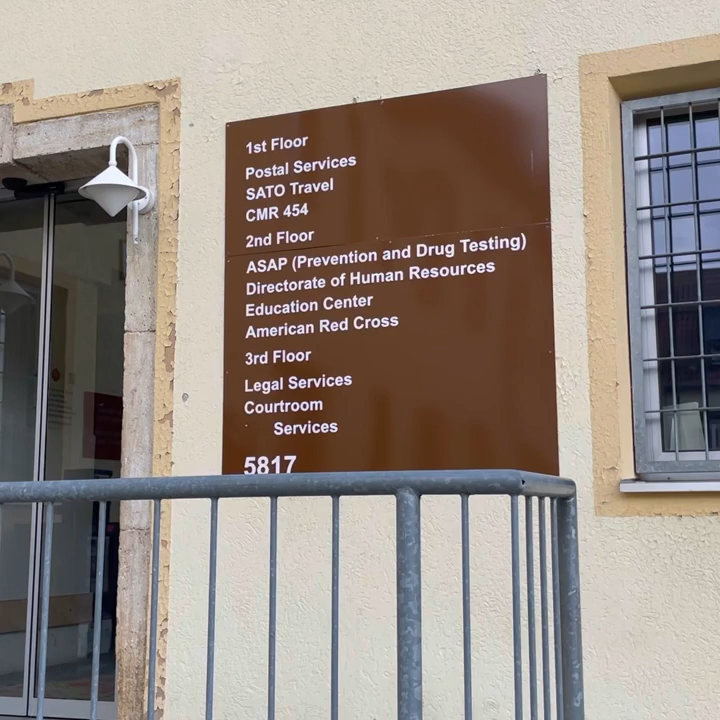 1st Floor
Postal Services
SATO Travel
CMR 454
2nd Floor
ASAP (Prevention and Drug Testing)
Directorate of Human Resources
Education Center
American Red Cross
3rd Floor
Legal Services
Courtroom
Services
5817